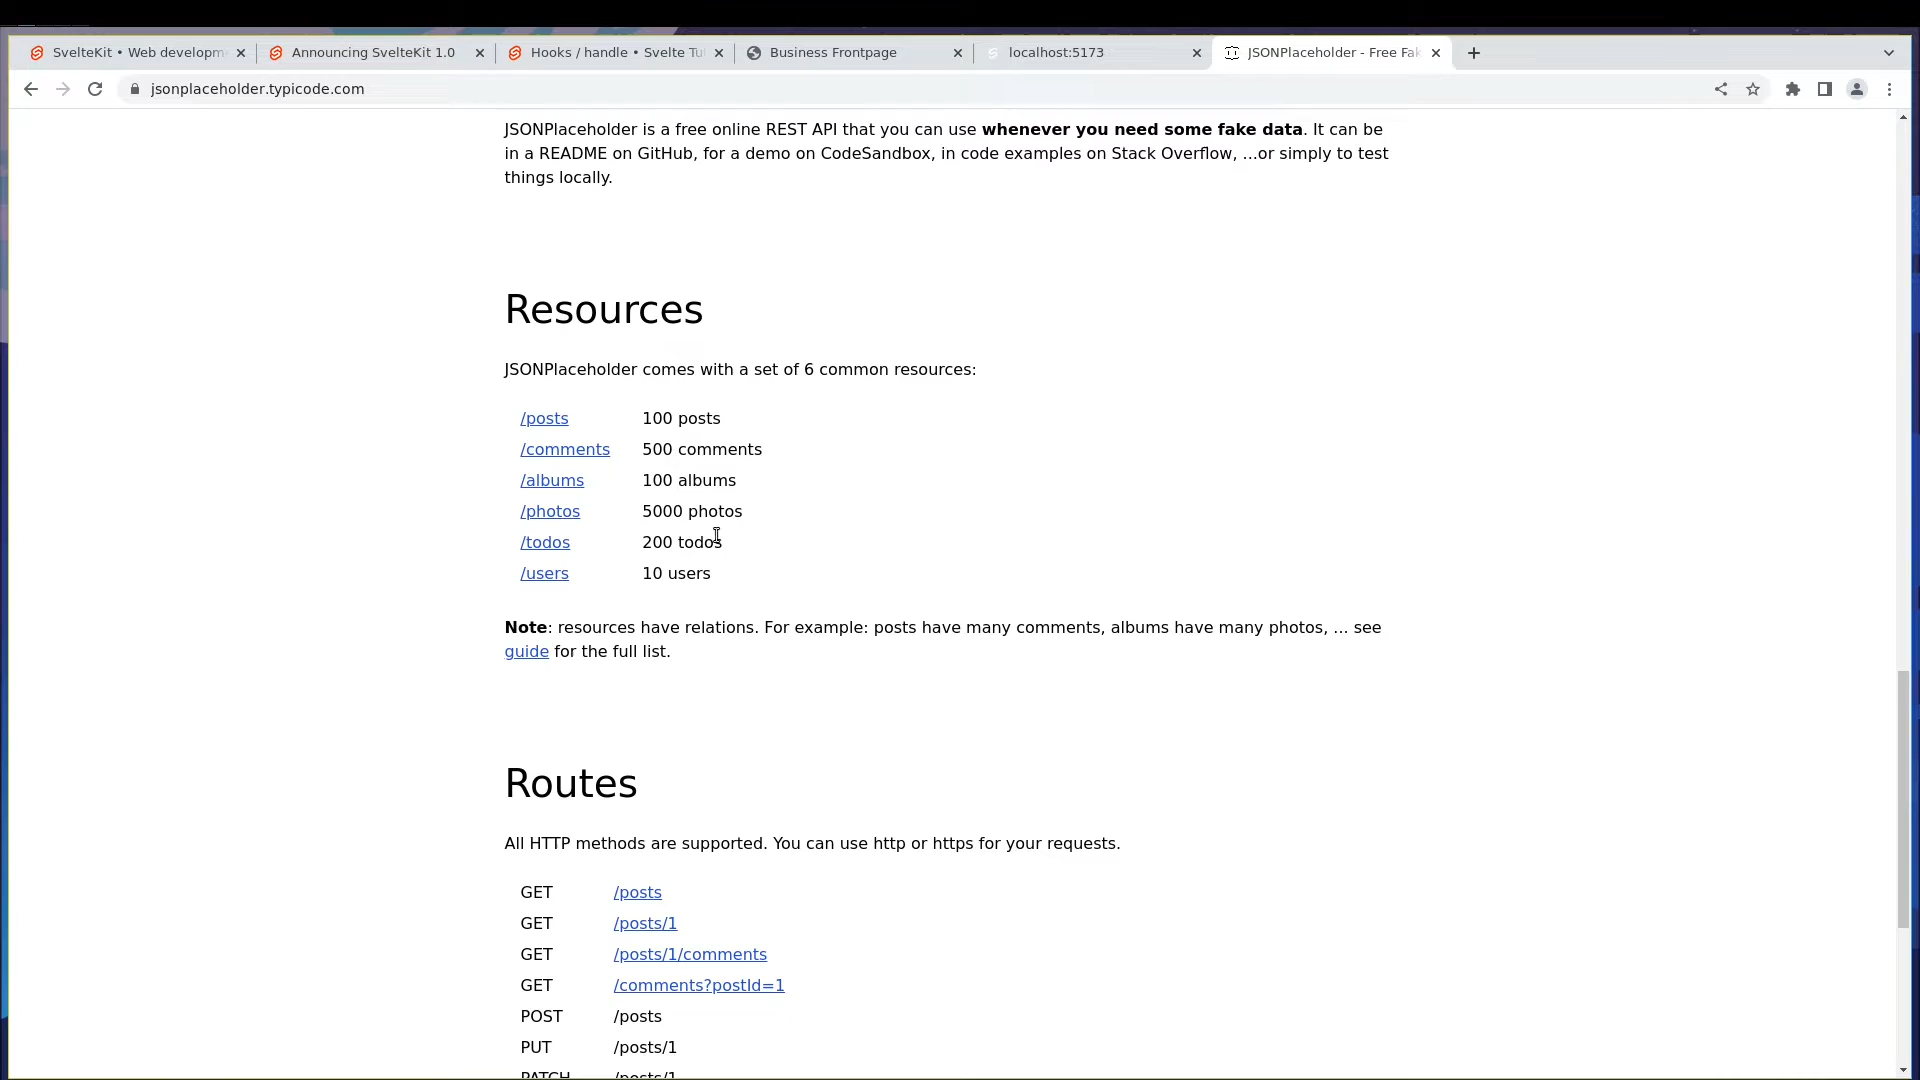 SvelteKit • Web developm
Announcing SvelteKit 1.0
Hooks / handle • Svelte Tu
Business Frontpage
localhost:5173
JSONPlaceholder - Free Fak
jsonplaceholder.typicode.com
JSONPlaceholder is a free online REST API that you can use whenever you need some fake data. It can be
in a README on GitHub, for a demo on CodeSandbox, in code examples on Stack Overflow, ...or simply to test
things locally.
Resources
JSONPlaceholder comes with a set of 6 common resources:
/posts 100 posts
/comments 500 comments
/albums 100 albums
/photos 5000 photos
/todos 200 todos
/users 10 users
Note: resources have relations. For example: posts have many comments, albums have many photos, ... see
guide for the full list.
Routes
All HTTP methods are supported. You can use http or https for your requests.
GET /posts
GET /posts/1
GET /posts/1/comments
GET /comments?postId=1
POST /posts
PUT /posts/1
PATCH /posts/1